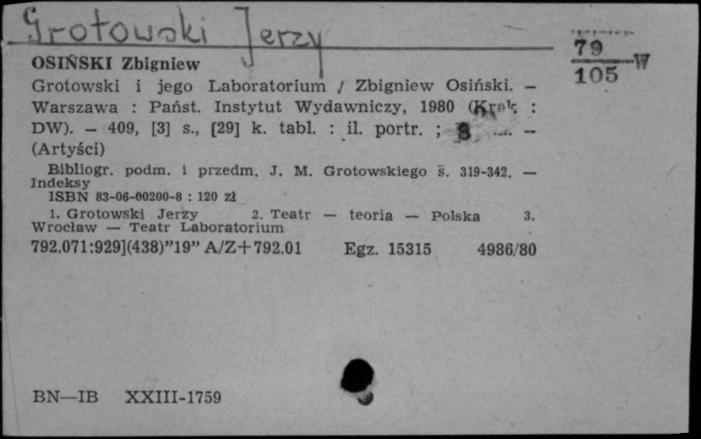 Grotowski Jerzy
79
105 W
OSIŃSKI Zbigniew
Grotowski i jego Laboratorium / Zbigniew Osiński. —
Warszawa : Państ. Instytut Wydawniczy, 1980 (Krak :
DW). — 409, [3] s., [29] k. tabl. : il. portr. ; 8 —
(Artyści)
Bibliogr. podm. i przedm. J. M. Grotowskiego s. 319-342. —
Indeksy
ISBN 83-06-00200-8 : 120 zł
1. Grotowski Jerzy 2. Teatr — teoria — Polska 3.
Wrocław — Teatr Laboratorium
792.071:929](438)”19” A/Z+792.01 Egz. 15315 4986/80
BN—IB XXIII-1759